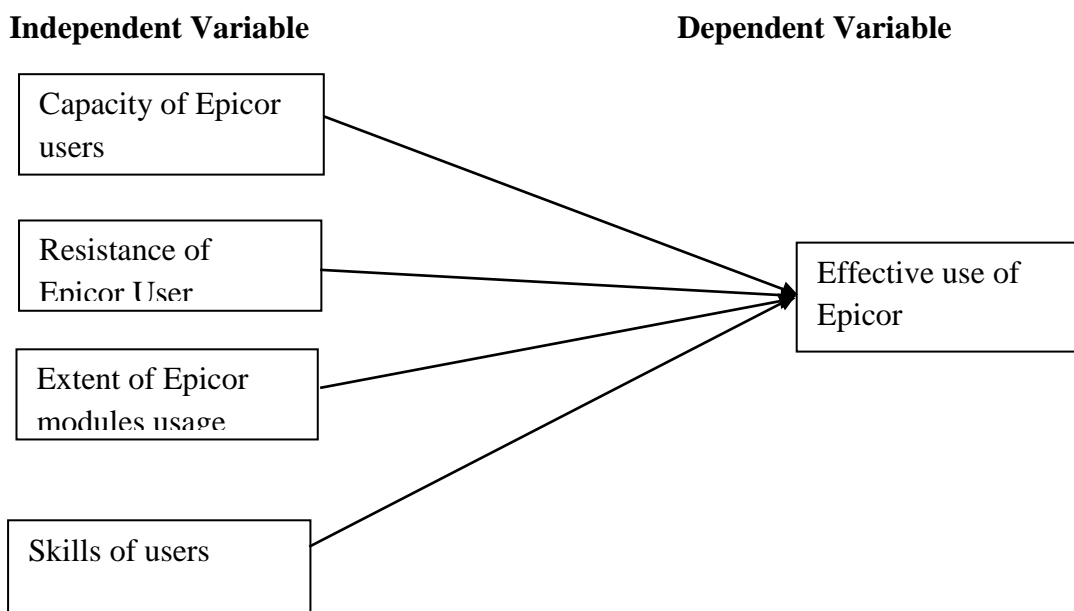 Independent Variable
Dependent Variable
Capacity of Epicor
users
Resistance of
Epicor User
Effective use of
Epicor
Extent of Epicor
modules usage
Skills of users